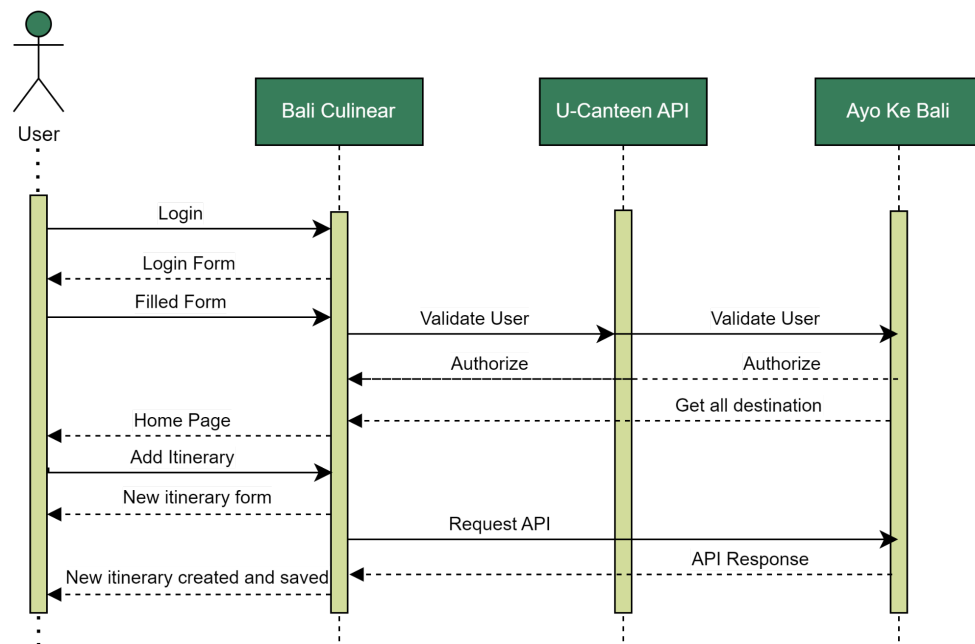 User
Bali Culinear
U-Canteen API
Ayo Ke Bali
Login
Login Form
Filled Form
Validate User
Validate User
Authorize
Authorize
Get all destination
Home Page
Add Itinerary
New itinerary form
Request API
API Response
New itinerary created and saved